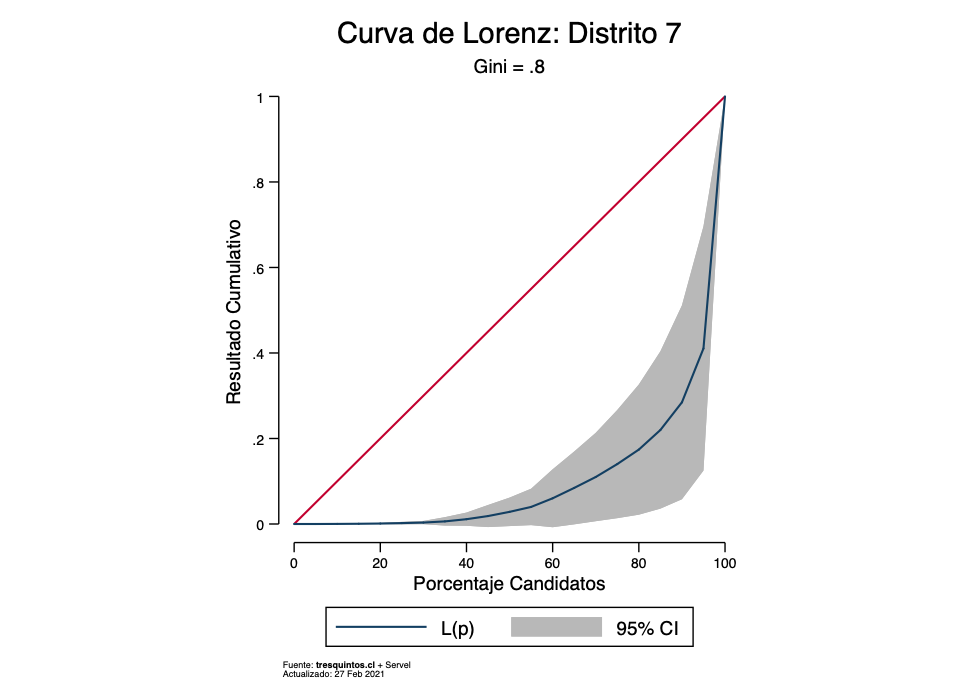 Curva de Lorenz: Distrito 7
Gini = .8
Resultado Cumulativo
1
.8
.6
.4
.2
0
0 20 40 60 80 100
Porcentaje Candidatos
L(p) 95% CI
Fuente: tresquintos.cl + Servel
Actualizado: 27 Feb 2021